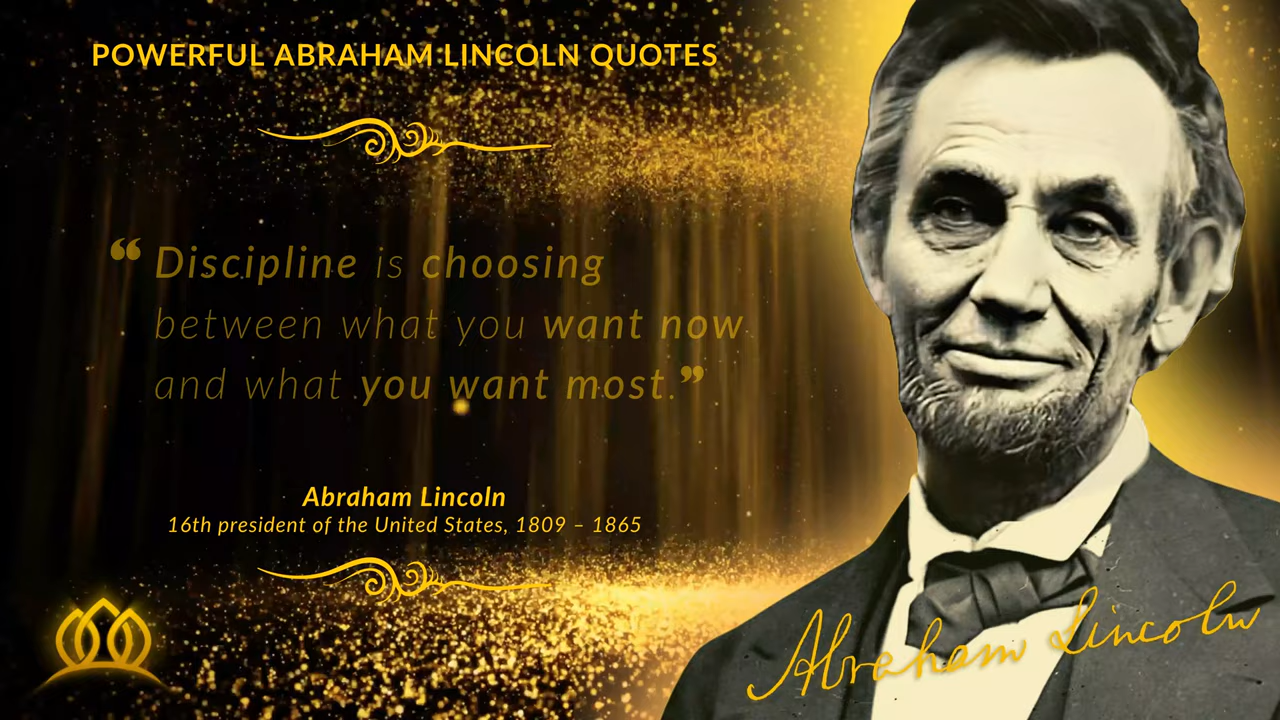 POWERFUL ABRAHAM LINCOLN QUOTES
“ Discipline is choosing
between what you want now
and what you want most.”
Abraham Lincoln
16th president of the United States, 1809 – 1865
Abraham Lincoln